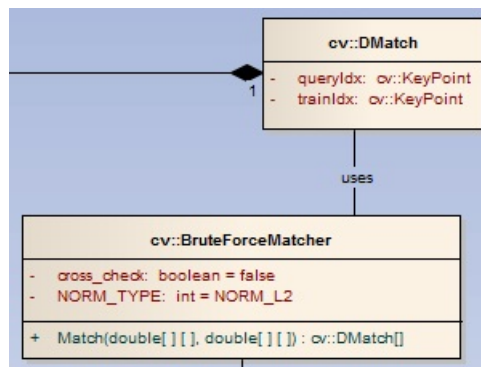 cv::DMatch
- queryIdx: cv::KeyPoint
- trainIdx: cv::KeyPoint
1
uses
cv::BruteForceMatcher
- cross_check: boolean = false
- NORM_TYPE: int = NORM_L2
+ Match(double[ ] [ ], double[ ] [ ]) : cv::DMatch[]